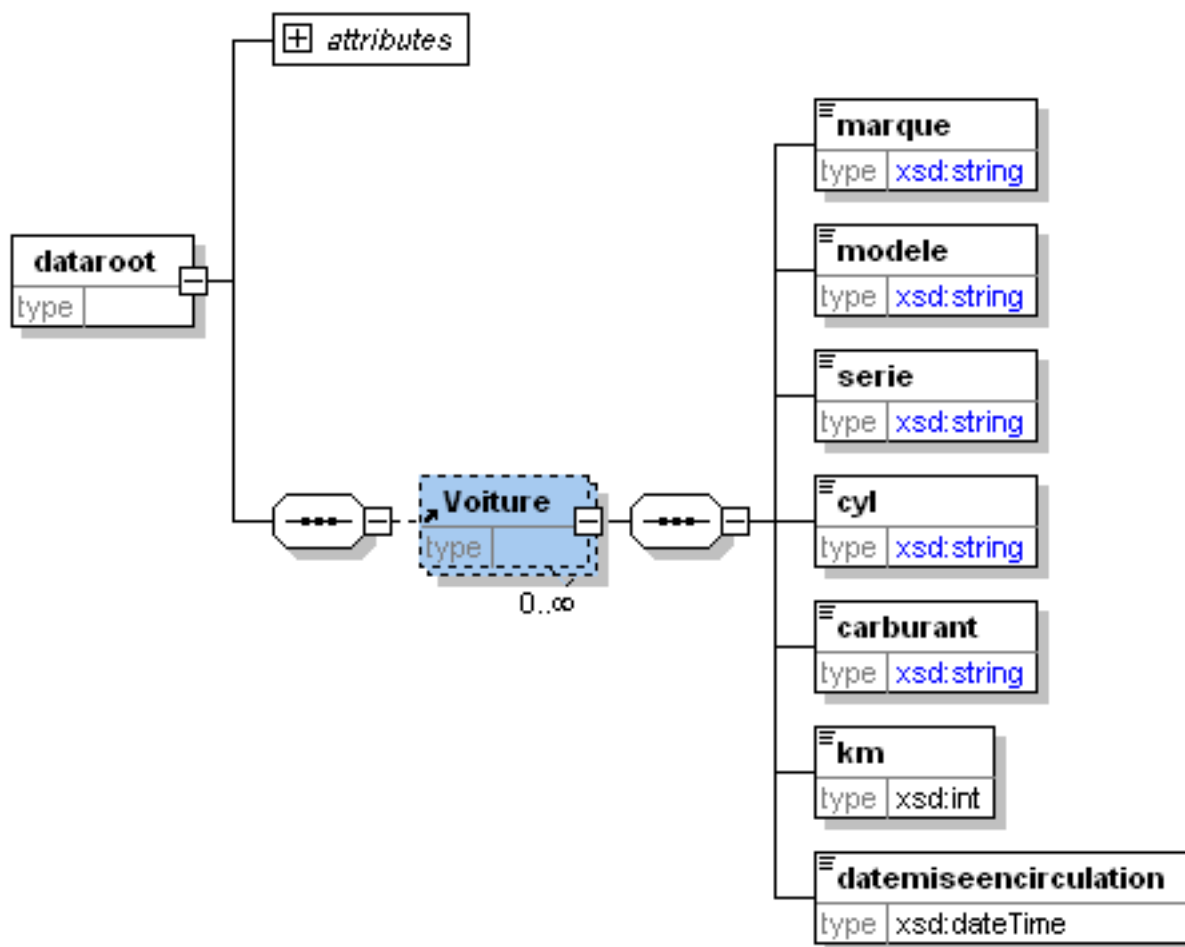 attributes
marque
type xsd:string
modele
type xsd:string
dataroot
type
serie
type xsd:string
Voiture
type
0..∞
cyl
type xsd:string
carburant
type xsd:string
km
type xsd:int
datemiseencirculation
type xsd:dateTime